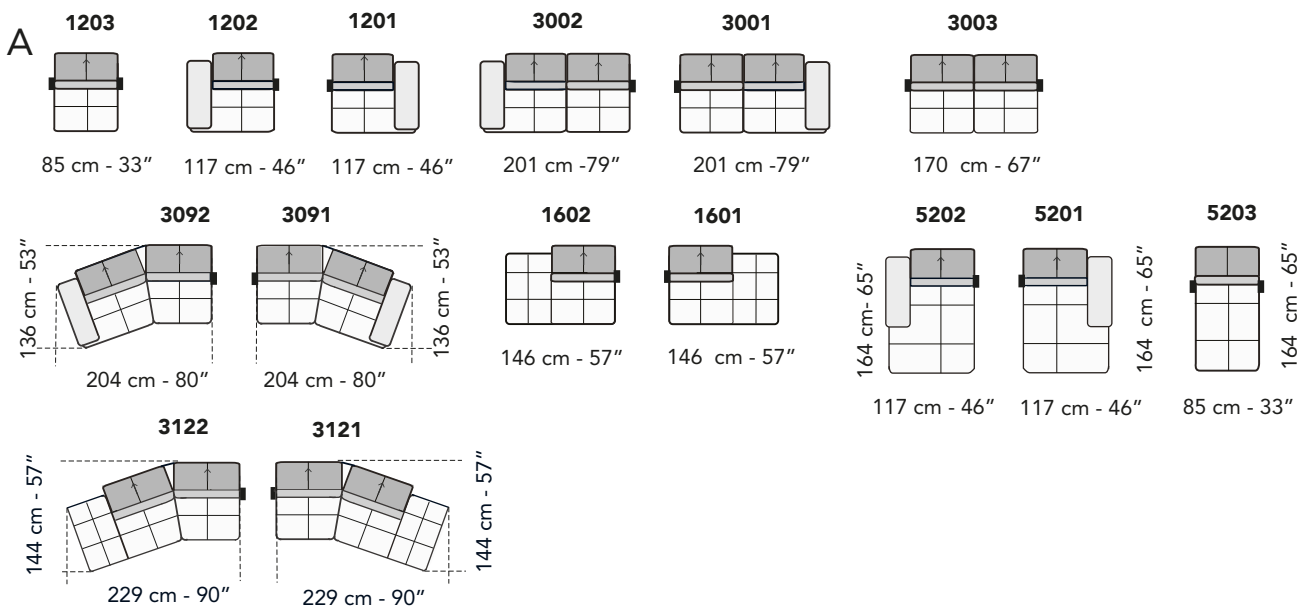 A
1203 1202 1201 3002 3001 3003
85 cm - 33” 117 cm - 46” 117 cm - 46” 201 cm -79” 201 cm -79” 170 cm - 67”
3092 3091 1602 1601 5202 5201 5203
136 cm - 53” 136 cm - 53” 164 cm- 65” 164 cm - 65” 164 cm - 65”
146 cm - 57” 146 cm - 57”
204 cm - 80” 204 cm - 80”
117 cm - 46” 117 cm - 46” 85 cm - 33”
3122 3121
144 cm - 57” 144 cm - 57”
229 cm - 90” 229 cm - 90”